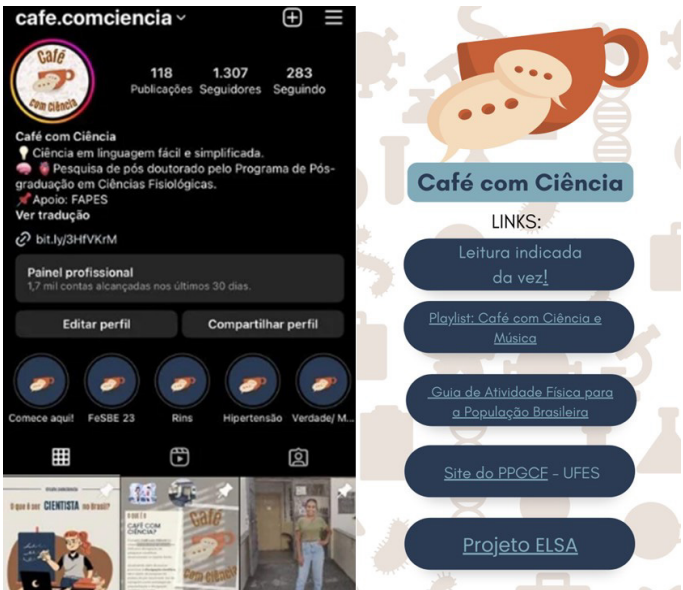 cafe.comciencia
Café
com Ciência
118 1.307 283
Publicações Seguidores Seguindo
Café com Ciência
Ciência em linguagem fácil e simplificada.
Pesquisa de pós doutorado pelo Programa de Pós-
graduação em Ciências Fisiológicas.
Apoio: FAPES
Ver tradução
bit.ly/3HfVKrM
Painel profissional
1,7 mil contas alcançadas nos últimos 30 dias.
Editar perfil Compartilhar perfil
Comece aqui! FeSBE 23 Rins Hipertensão Verdade/ M...
O que é ser CIENTISTA no Brasil?
O QUE É O
CAFÉ COM
CIÊNCIA?
Café
com Ciência
Café com Ciência
LINKS:
Leitura indicada
da vez!
Playlist: Café com Ciência e
Música
Guia de Atividade Física para
a População Brasileira
Site do PPGCF - UFES
Projeto ELSA